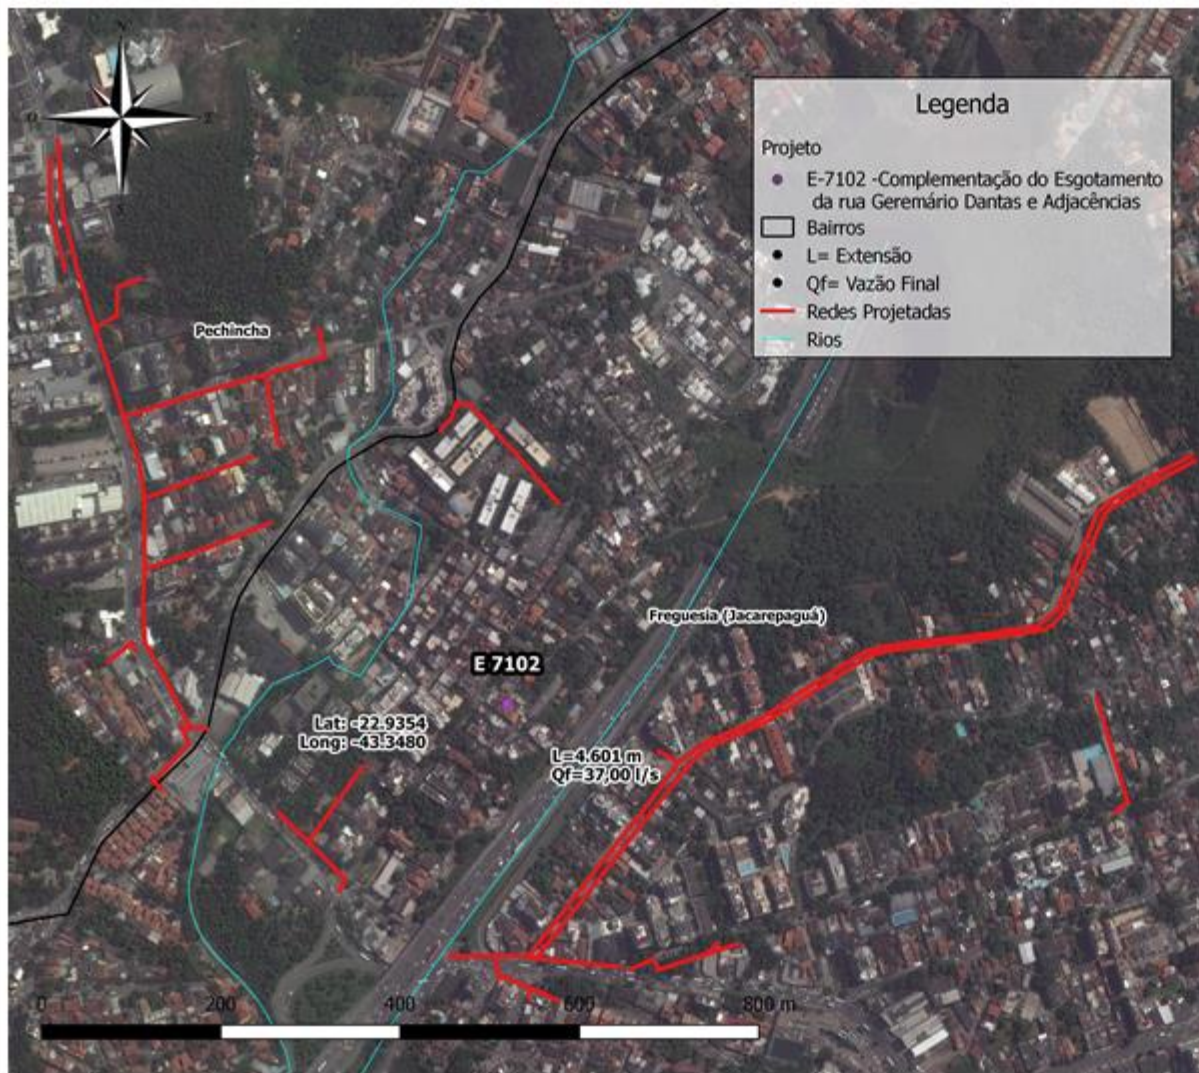 N
O
E
S
Legenda
Projeto
E-7102 -Complementação do Esgotamento
da rua Geremário Dantas e Adjacências
Bairros
L= Extensão
Qf= Vazão Final
Redes Projetadas
Rios
Pechincha
Freguesia (Jacarepaguá)
E 7102
Lat: -22.9354
Long: -43.3480
L=4.601 m
Qf=37,00 l/s
0 200 400 600 800 m